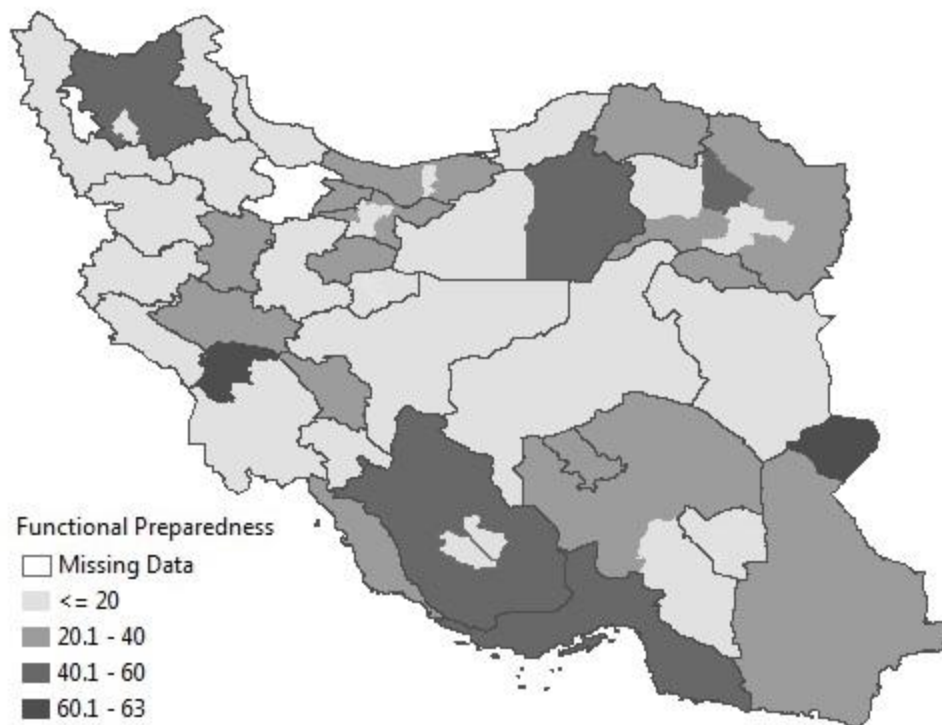 Functional Preparedness
Missing Data
<= 20
20.1 - 40
40.1 - 60
60.1 - 63